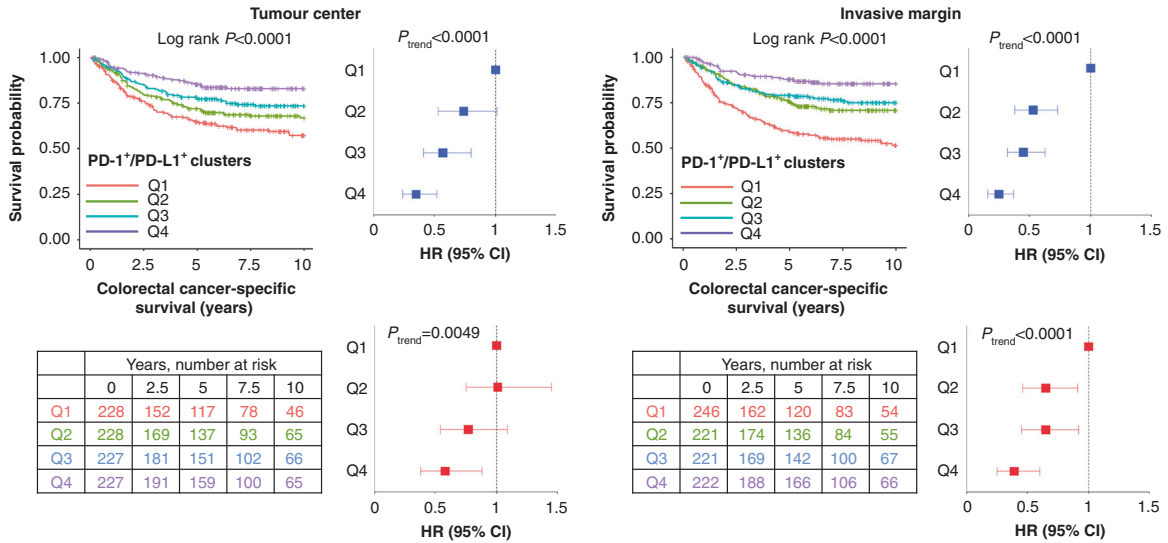 Tumour center
Log rank P<0.0001
Survival probability
1.00
0.75
0.50
0.25
0.00
PD-1+/PD-L1+ clusters
Q1
Q2
Q3
Q4
0 2.5 5 7.5 10
Colorectal cancer-specific
survival (years)
Ptrend<0.0001
Q1
Q2
Q3
Q4
0 0.5 1 1.5
HR (95% CI)
Years, number at risk
0 2.5 5 7.5 10
Q1 228 152 117 78 46
Q2 228 169 137 93 65
Q3 227 181 151 102 66
Q4 227 191 159 100 65
Ptrend=0.0049
Q1
Q2
Q3
Q4
0 0.5 1 1.5
HR (95% CI)
Invasive margin
Log rank P<0.0001
Survival probability
1.00
0.75
0.50
0.25
0.00
PD-1+/PD-L1+ clusters
Q1
Q2
Q3
Q4
0 2.5 5 7.5 10
Colorectal cancer-specific
survival (years)
Ptrend<0.0001
Q1
Q2
Q3
Q4
0 0.5 1 1.5
HR (95% CI)
Years, number at risk
0 2.5 5 7.5 10
Q1 246 162 120 83 54
Q2 221 174 136 84 55
Q3 221 169 142 100 67
Q4 222 188 166 106 66
Ptrend<0.0001
Q1
Q2
Q3
Q4
0 0.5 1 1.5
HR (95% CI)